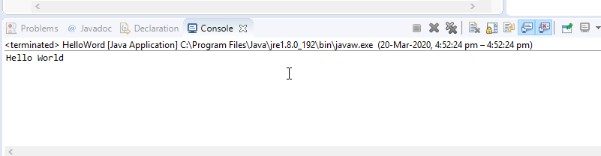 Problems @ Javadoc Declaration Console
<terminated> HelloWord [Java Application] C:\Program Files\Java\jre1.8.0_192\bin\javaw.exe (20-Mar-2020, 4:52:24 pm – 4:52:24 pm)
Hello World